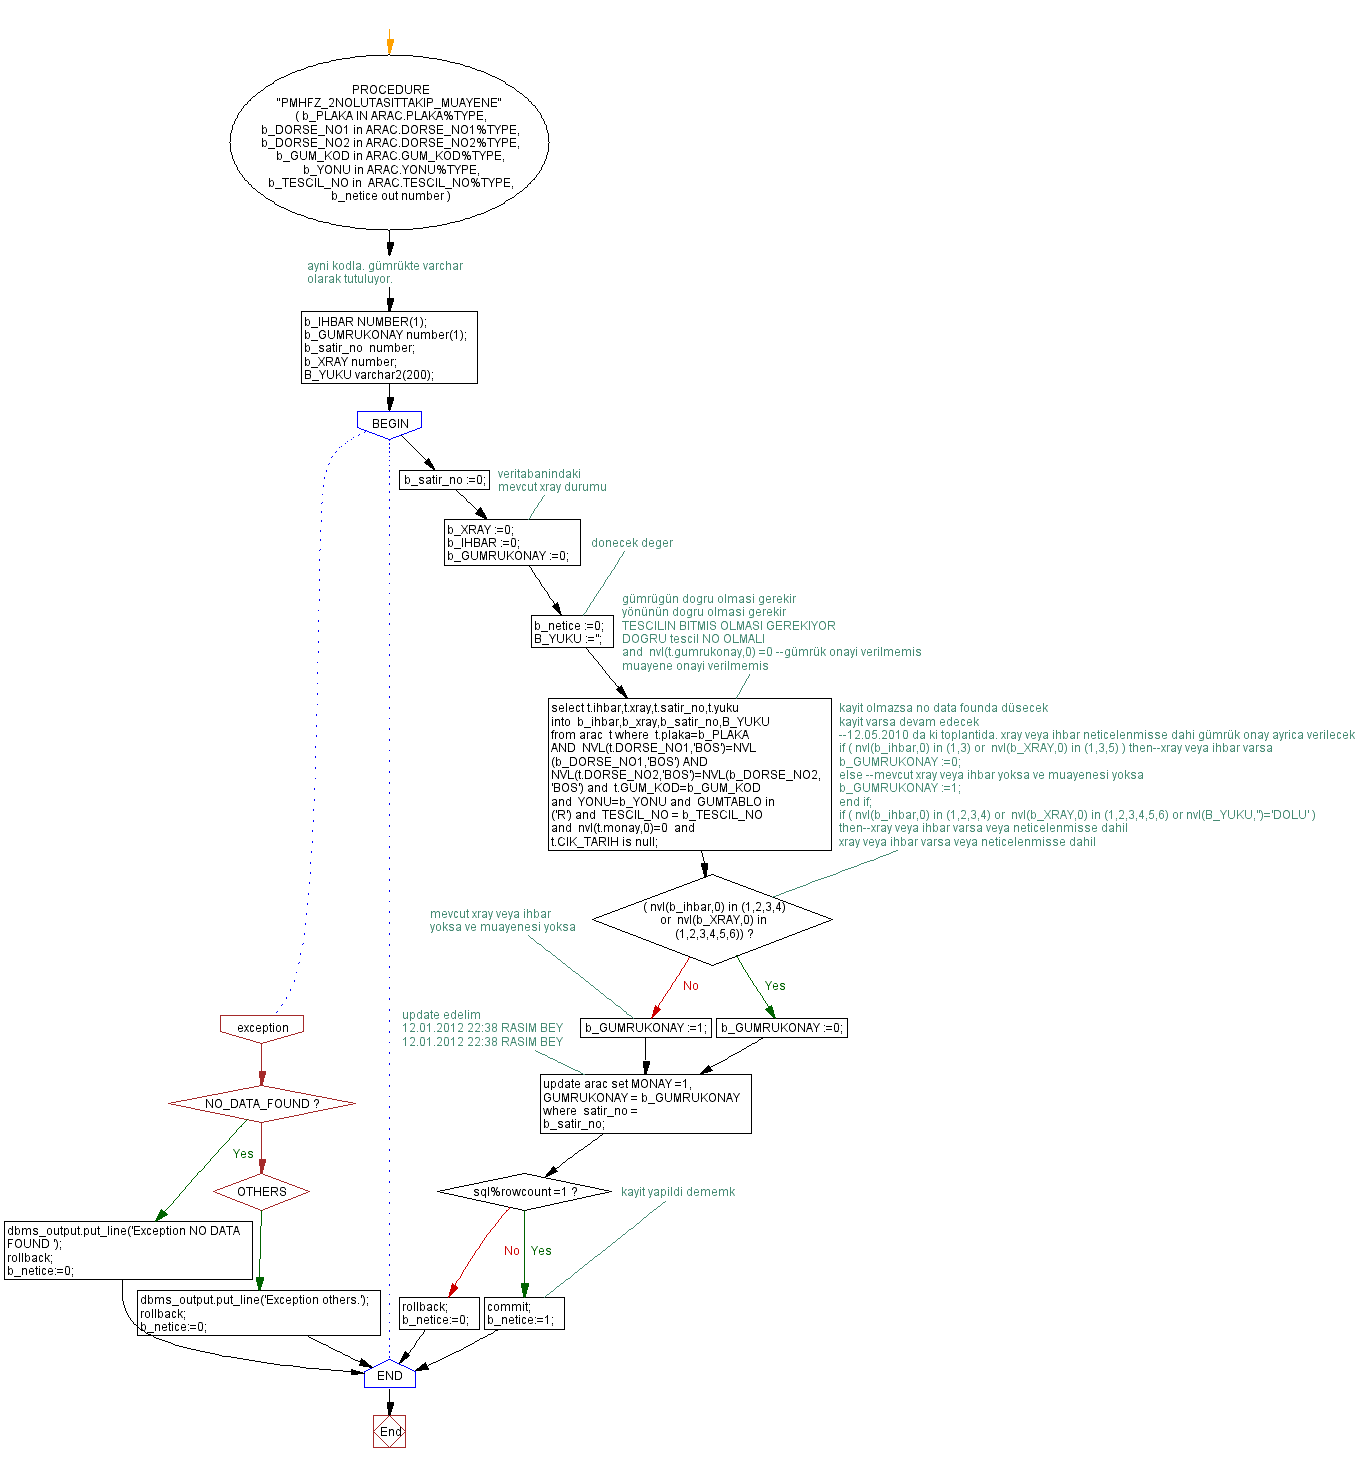 PROCEDURE
"PMHFZ_2NOLUTASITTAKIP_MUAYENE"
( b_PLAKA IN ARAC.PLAKA%TYPE,
b_DORSE_NO1 in ARAC.DORSE_NO1%TYPE,
b_DORSE_NO2 in ARAC.DORSE_NO2%TYPE,
b_GUM_KOD in ARAC.GUM_KOD%TYPE,
b_YONU in ARAC.YONU%TYPE,
b_TESCIL_NO in ARAC.TESCIL_NO%TYPE,
b_netice out number )
ayni kodla. gümrükte varchar
olarak tutuluyor.
b_IHBAR NUMBER(1);
b_GUMRUKONAY number(1);
b_satir_no number;
b_XRAY number;
B_YUKU varchar2(200);
BEGIN
b_satir_no :=0;
veritabanindaki
mevcut xray durumu
b_XRAY :=0;
b_IHBAR :=0;
b_GUMRUKONAY :=0;
donecek deger
b_netice :=0;
B_YUKU :='';
gümrügün dogru olmasi gerekir
yönünün dogru olmasi gerekir
TESCILIN BITMIS OLMASI GEREKIYOR
DOGRU tescil NO OLMALI
and nvl(t.gumrukonay,0) =0 --gümrük onayi verilmemis
muayene onayi verilmemis
select t.ihbar,t.xray,t.satir_no,t.yuku
into b_ihbar,b_xray,b_satir_no,B_YUKU
from arac t where t.plaka=b_PLAKA
AND NVL(t.DORSE_NO1,'BOS')=NVL
(b_DORSE_NO1,'BOS') AND
NVL(t.DORSE_NO2,'BOS')=NVL(b_DORSE_NO2,
'BOS') and t.GUM_KOD=b_GUM_KOD
and YONU=b_YONU and GUMTABLO in
('R') and TESCIL_NO = b_TESCIL_NO
and nvl(t.monay,0)=0 and
t.CIK_TARIH is null;
kayit olmazsa no data founda düsecek
kayit varsa devam edecek
--12.05.2010 da ki toplantida. xray veya ihbar neticelenmisse dahi gümrük onay ayrica verilecek
if ( nvl(b_ihbar,0) in (1,3) or nvl(b_XRAY,0) in (1,3,5) ) then--xray veya ihbar varsa
b_GUMRUKONAY :=0;
else --mevcut xray veya ihbar yoksa ve muayenesi yoksa
b_GUMRUKONAY :=1;
end if;
if ( nvl(b_ihbar,0) in (1,2,3,4) or nvl(b_XRAY,0) in (1,2,3,4,5,6) or nvl(B_YUKU,'')='DOLU' )
then--xray veya ihbar varsa veya neticelenmisse dahil
xray veya ihbar varsa veya neticelenmisse dahil
( nvl(b_ihbar,0) in (1,2,3,4)
or nvl(b_XRAY,0) in
(1,2,3,4,5,6)) ?
mevcut xray veya ihbar
yoksa ve muayenesi yoksa
No
Yes
b_GUMRUKONAY :=1;
b_GUMRUKONAY :=0;
update edelim
12.01.2012 22:38 RASIM BEY
12.01.2012 22:38 RASIM BEY
update arac set MONAY =1,
GUMRUKONAY = b_GUMRUKONAY
where satir_no =
b_satir_no;
exception
NO_DATA_FOUND ?
Yes
OTHERS
sql%rowcount =1 ?
kayit yapildi dememk
No
Yes
dbms_output.put_line('Exception NO DATA
FOUND ');
rollback;
b_netice:=0;
dbms_output.put_line('Exception others.');
rollback;
b_netice:=0;
rollback;
b_netice:=0;
commit;
b_netice:=1;
END
End